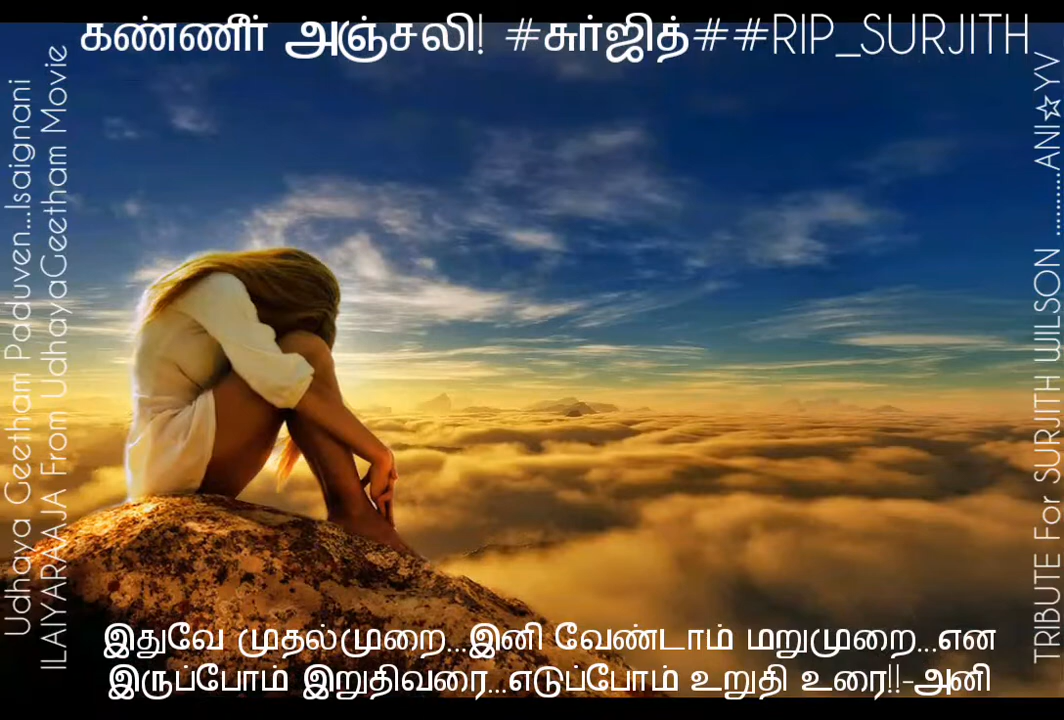 கண்ணீர் அஞ்சலி! #சுர்ஜித்##RIP_SURJITH
Udhaya Geetham Paduven...Isaignani
ILAIYARAAJA From UdhayaGeetham Movie
TRIBUTE For SURJITH WILSON ..........ANI☆YV
இதுவே முதல்முறை...இனி வேண்டாம் மறுமுறை...என
இருப்போம் இறுதிவரை...எடுப்போம் உறுதி உரை!!-அனி